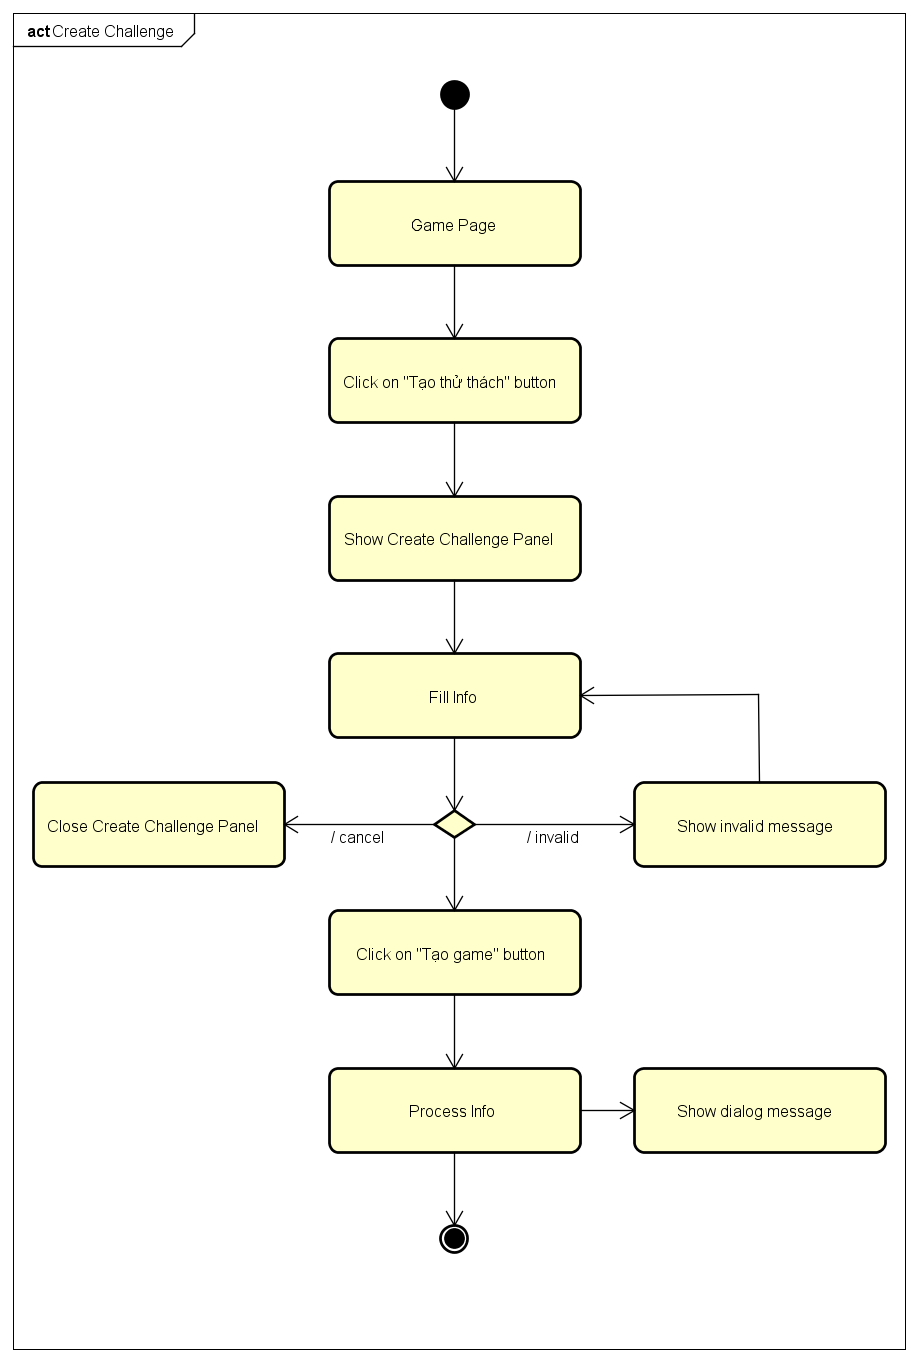 act Create Challenge
Game Page
Click on "Tạo thử thách" button
Show Create Challenge Panel
Fill Info
Close Create Challenge Panel
/ cancel
/ invalid
Show invalid message
Click on "Tạo game" button
Process Info
Show dialog message